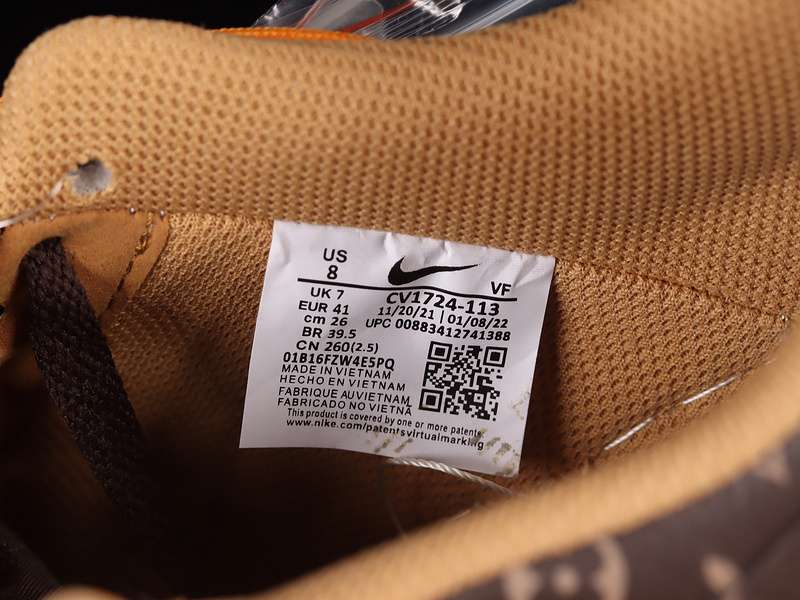 US
8
VF
UK 7
CV1724-113
EUR 41
11/20/21 | 01/08/22
cm 26
UPC 00883412741388
BR 39.5
CN 260(2.5)
01B16FZW4E5PQ
MADE IN VIETNAM
HECHO EN VIETNAM
FABRIQUE AUVIETNAM
FABRICADO NO VIETNÃ
This product is covered by one or more patents.
www.nike.com/patentsvirtualmarking